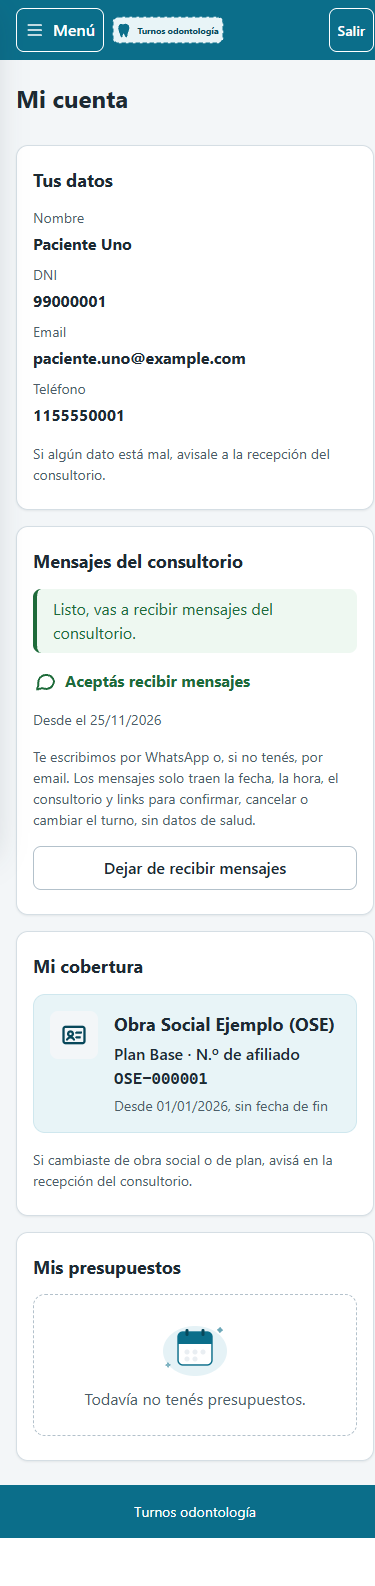 Menú
Turnos odontología
Salir
Mi cuenta
Tus datos
Nombre
Paciente Uno
DNI
99000001
Email
paciente.uno@example.com
Teléfono
1155550001
Si algún dato está mal, avisale a la recepción del
consultorio.
Mensajes del consultorio
Listo, vas a recibir mensajes del
consultorio.
Aceptás recibir mensajes
Desde el 25/11/2026
Te escribimos por WhatsApp o, si no tenés, por
email. Los mensajes solo traen la fecha, la hora, el
consultorio y links para confirmar, cancelar o
cambiar el turno, sin datos de salud.
Dejar de recibir mensajes
Mi cobertura
Obra Social Ejemplo (OSE)
Plan Base · N.º de afiliado
OSE-000001
Desde 01/01/2026, sin fecha de fin
Si cambiaste de obra social o de plan, avisá en la
recepción del consultorio.
Mis presupuestos
Todavía no tenés presupuestos.
Turnos odontología